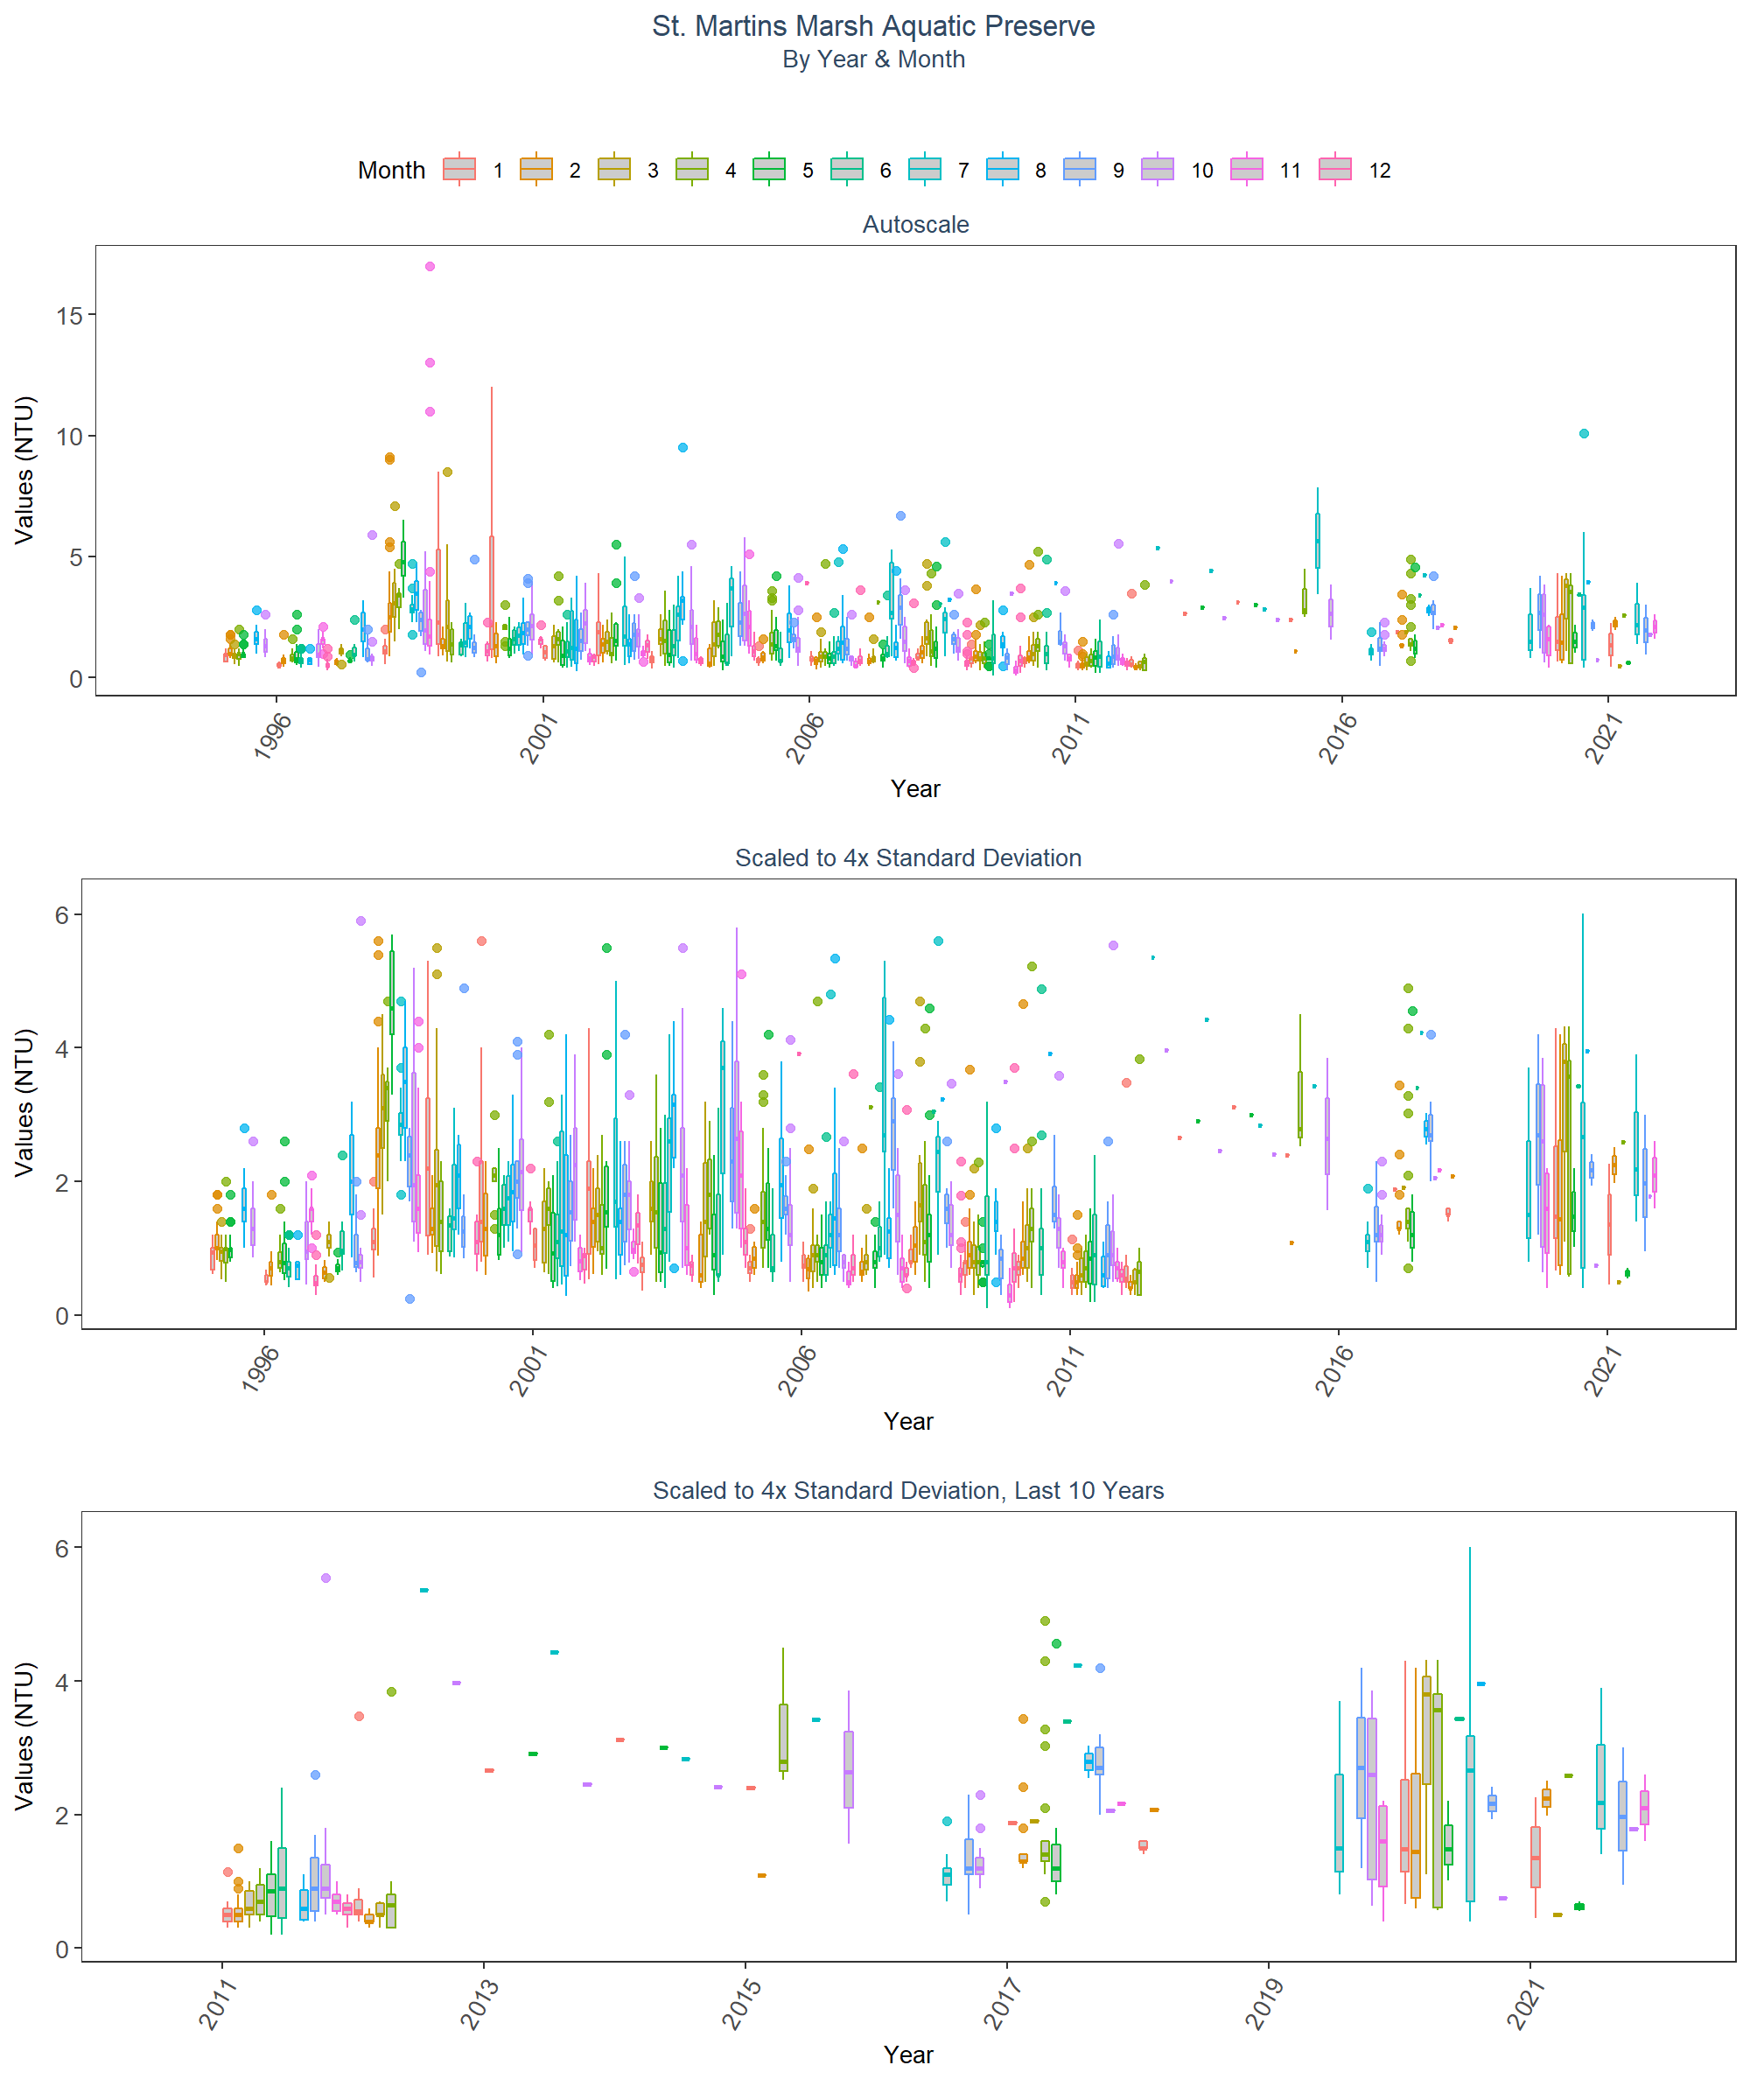 St. Martins Marsh Aquatic Preserve
By Year & Month
Month 1 2 3 4 5 6 7 8 9 10 11 12
Autoscale
Values (NTU)
15
10
5
0
1996 2001 2006 2011 2016 2021
Year
Scaled to 4x Standard Deviation
Values (NTU)
6
4
2
0
1996 2001 2006 2011 2016 2021
Year
Scaled to 4x Standard Deviation, Last 10 Years
Values (NTU)
6
4
2
0
2011 2013 2015 2017 2019 2021
Year